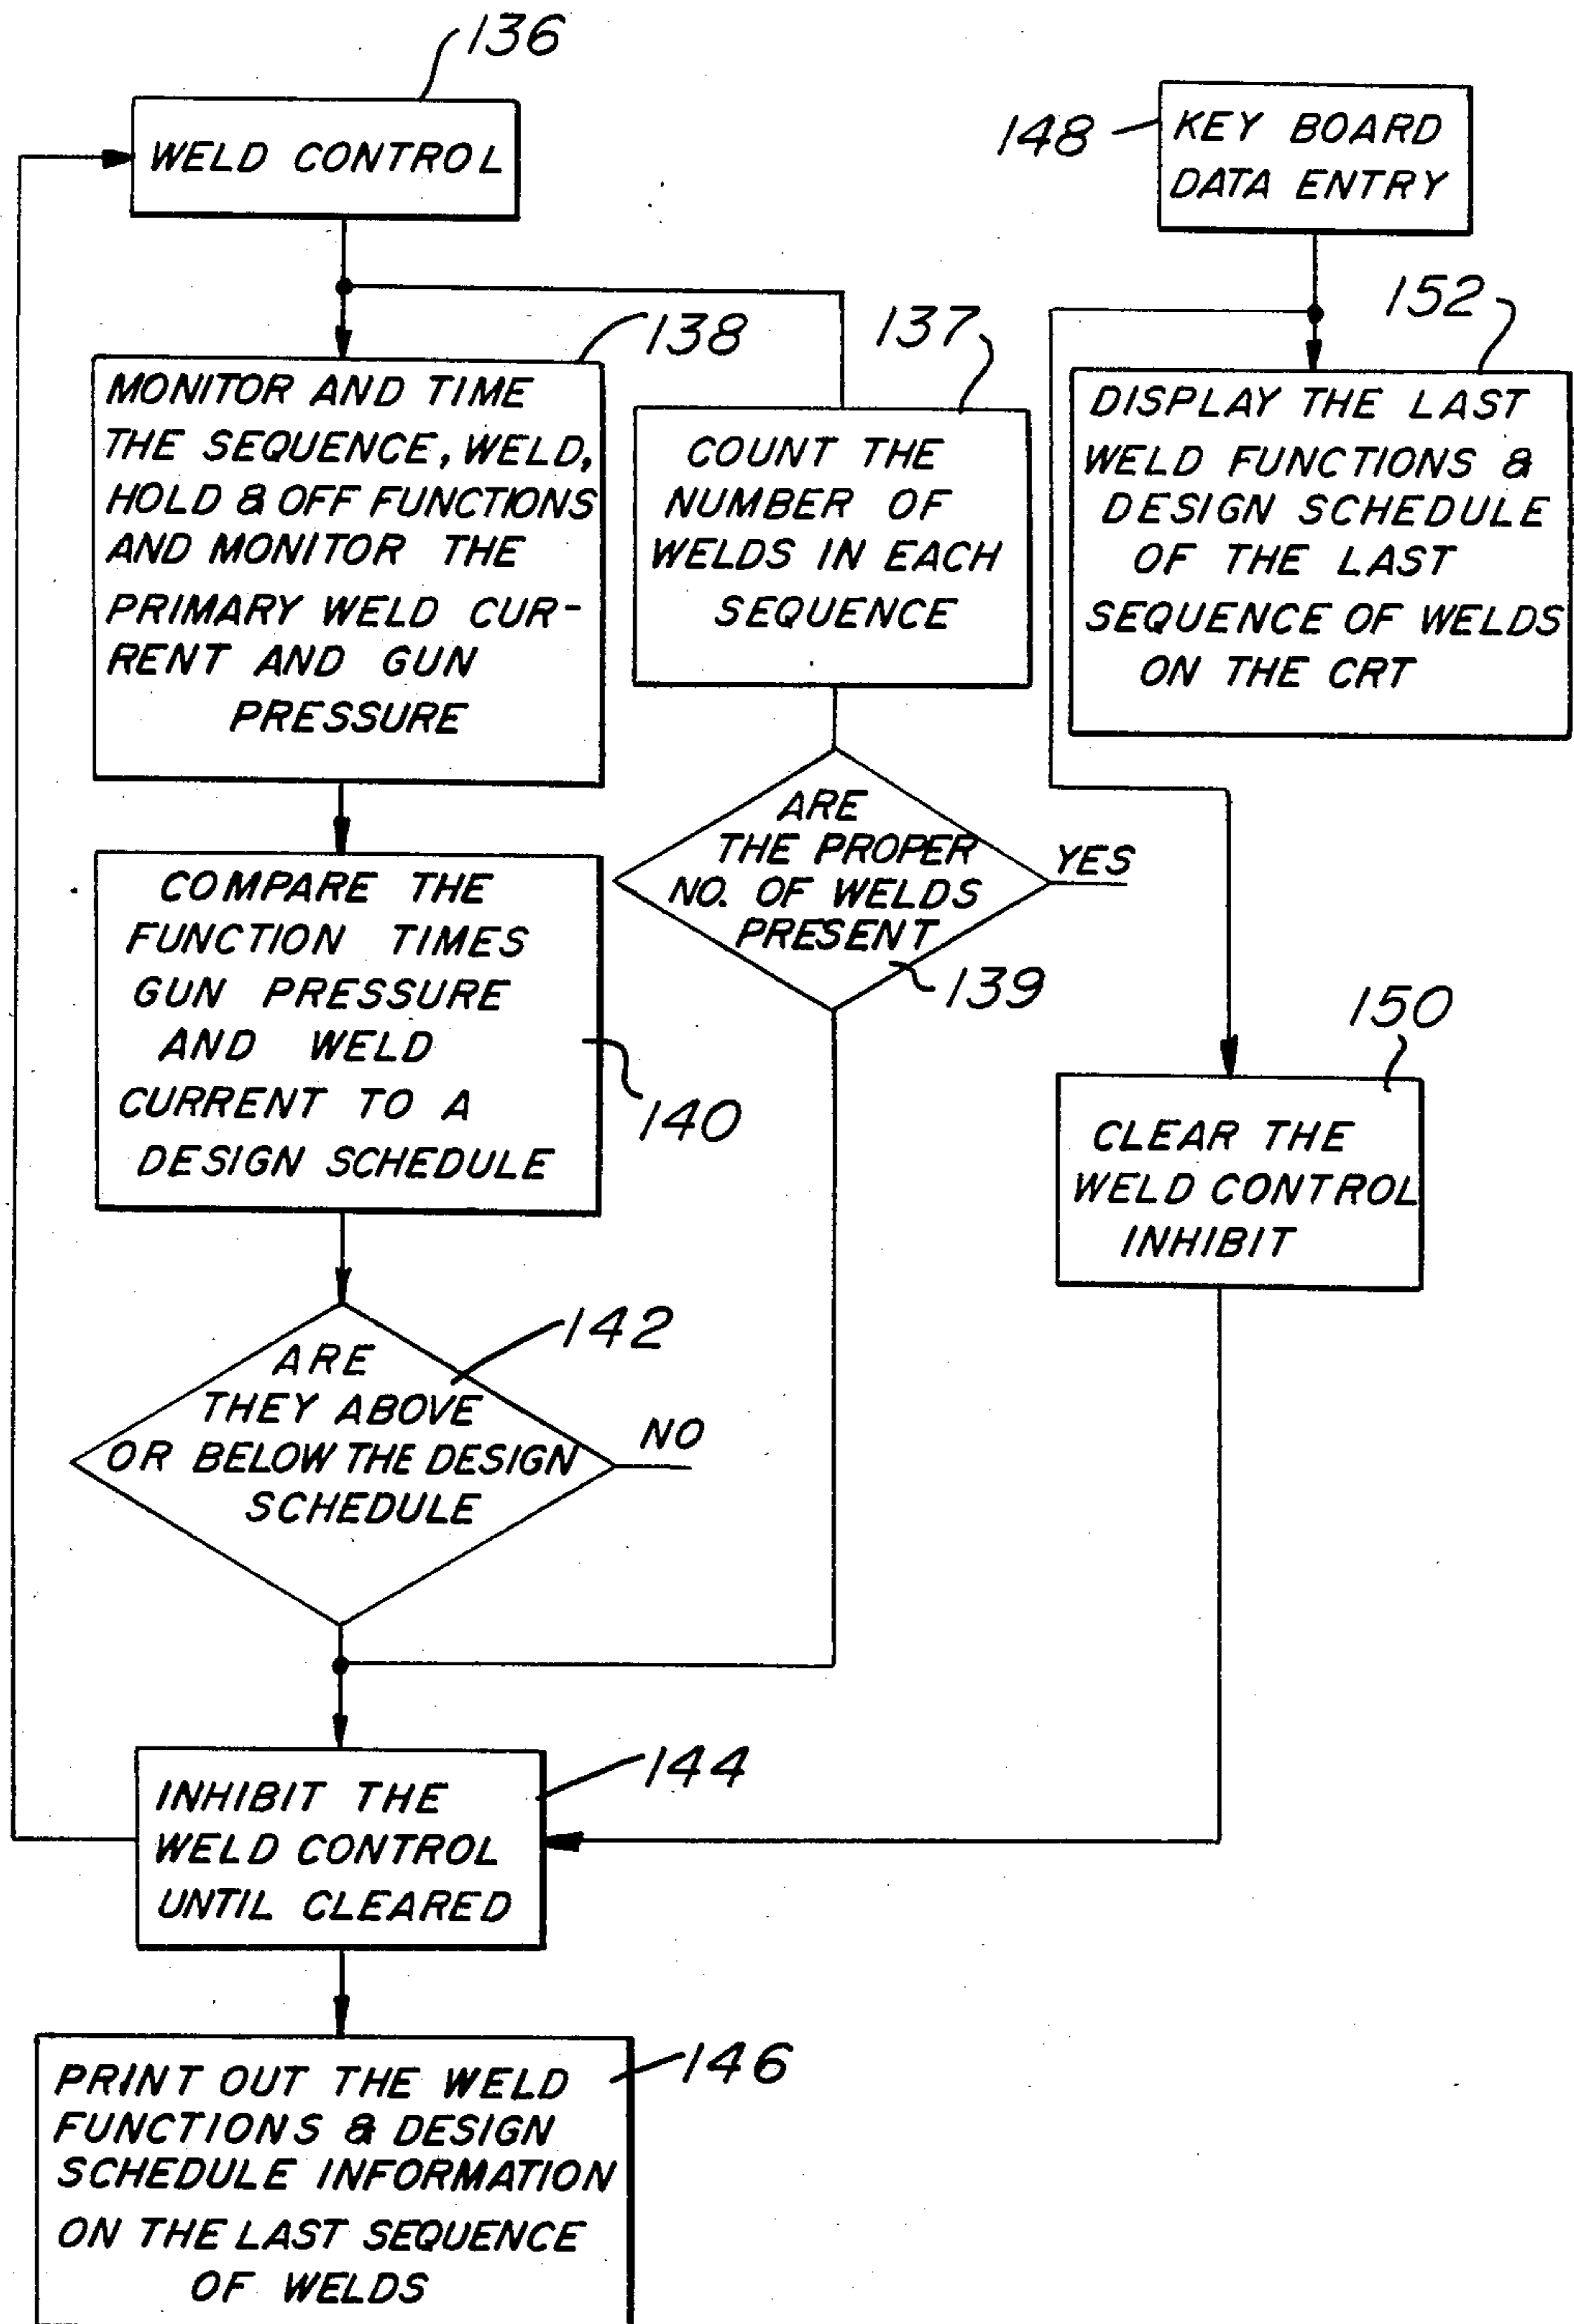 136
WELD CONTROL
148
KEY BOARD
DATA ENTRY
138
MONITOR AND TIME
THE SEQUENCE, WELD,
HOLD & OFF FUNCTIONS
AND MONITOR THE
PRIMARY WELD CUR-
RENT AND GUN
PRESSURE
137
COUNT THE
NUMBER OF
WELDS IN EACH
SEQUENCE
152
DISPLAY THE LAST
WELD FUNCTIONS &
DESIGN SCHEDULE
OF THE LAST
SEQUENCE OF WELDS
ON THE CRT
ARE
THE PROPER
NO. OF WELDS
PRESENT
YES
139
COMPARE THE
FUNCTION TIMES
GUN PRESSURE
AND WELD
CURRENT TO A
DESIGN SCHEDULE
140
150
CLEAR THE
WELD CONTROL
INHIBIT
142
ARE
THEY ABOVE
OR BELOW THE DESIGN
SCHEDULE
NO
144
INHIBIT THE
WELD CONTROL
UNTIL CLEARED
146
PRINT OUT THE WELD
FUNCTIONS & DESIGN
SCHEDULE INFORMATION
ON THE LAST SEQUENCE
OF WELDS